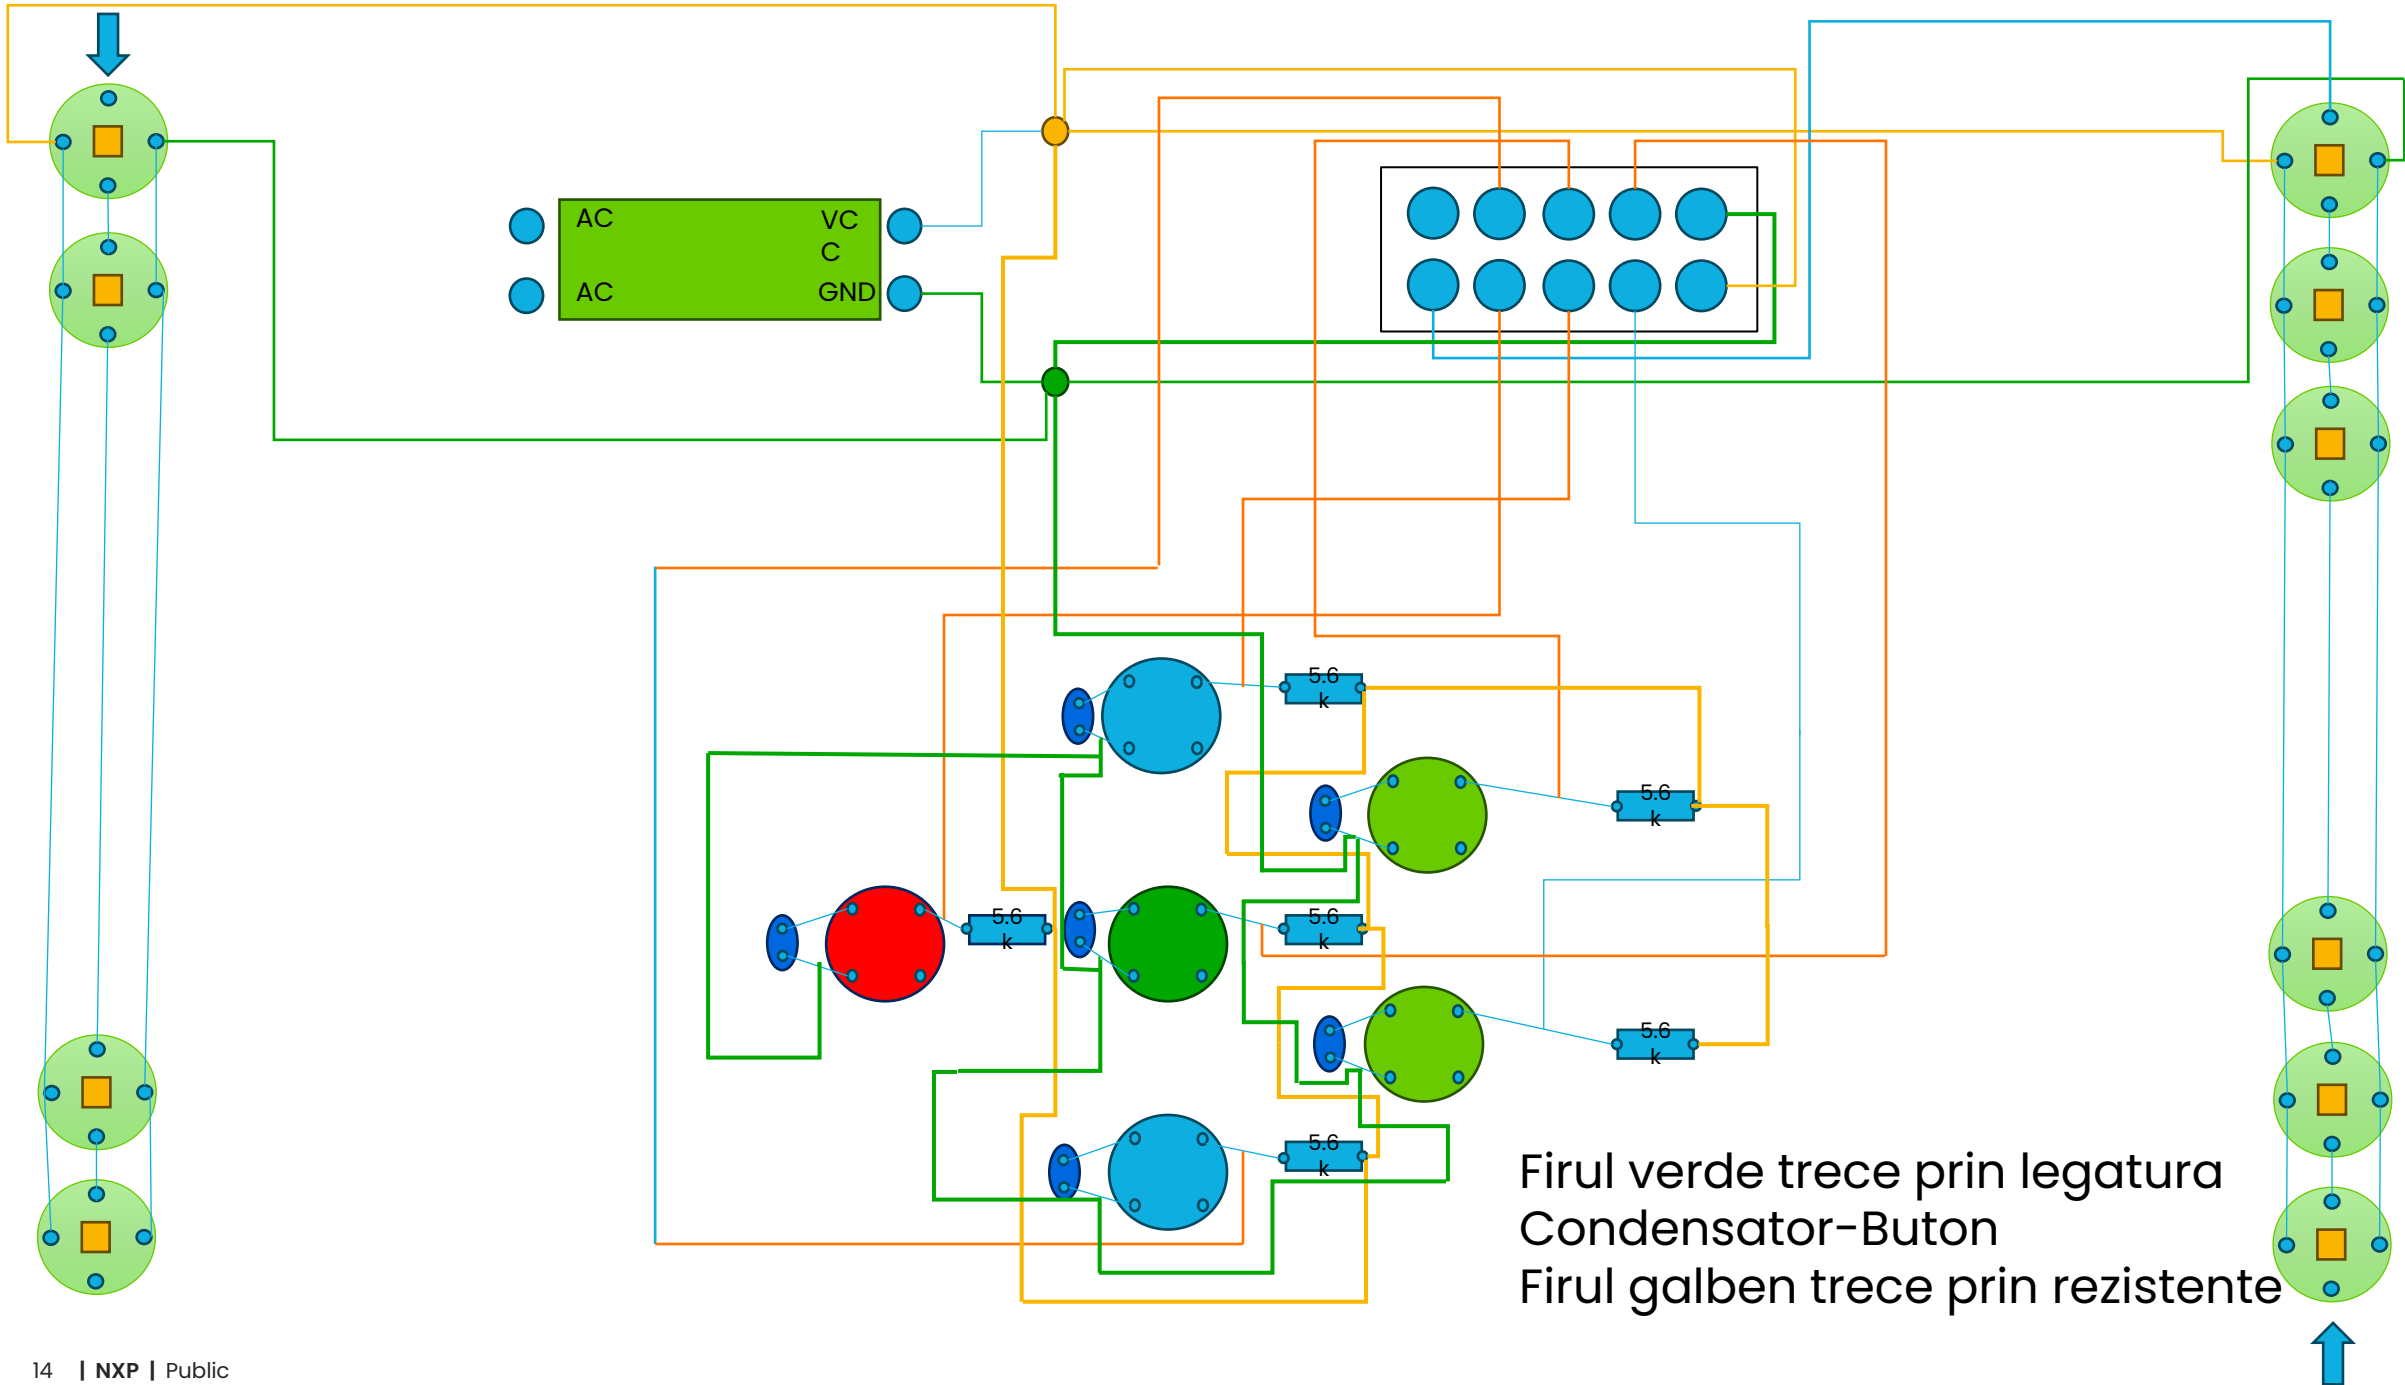 AC
VC
C
AC
GND
5.6
k
5.6
k
5.6
k
5.6
k
5.6
k
5.6
k
Firul verde trece prin legatura
Condensator-Buton
Firul galben trece prin rezistente
14 | NXP | Public